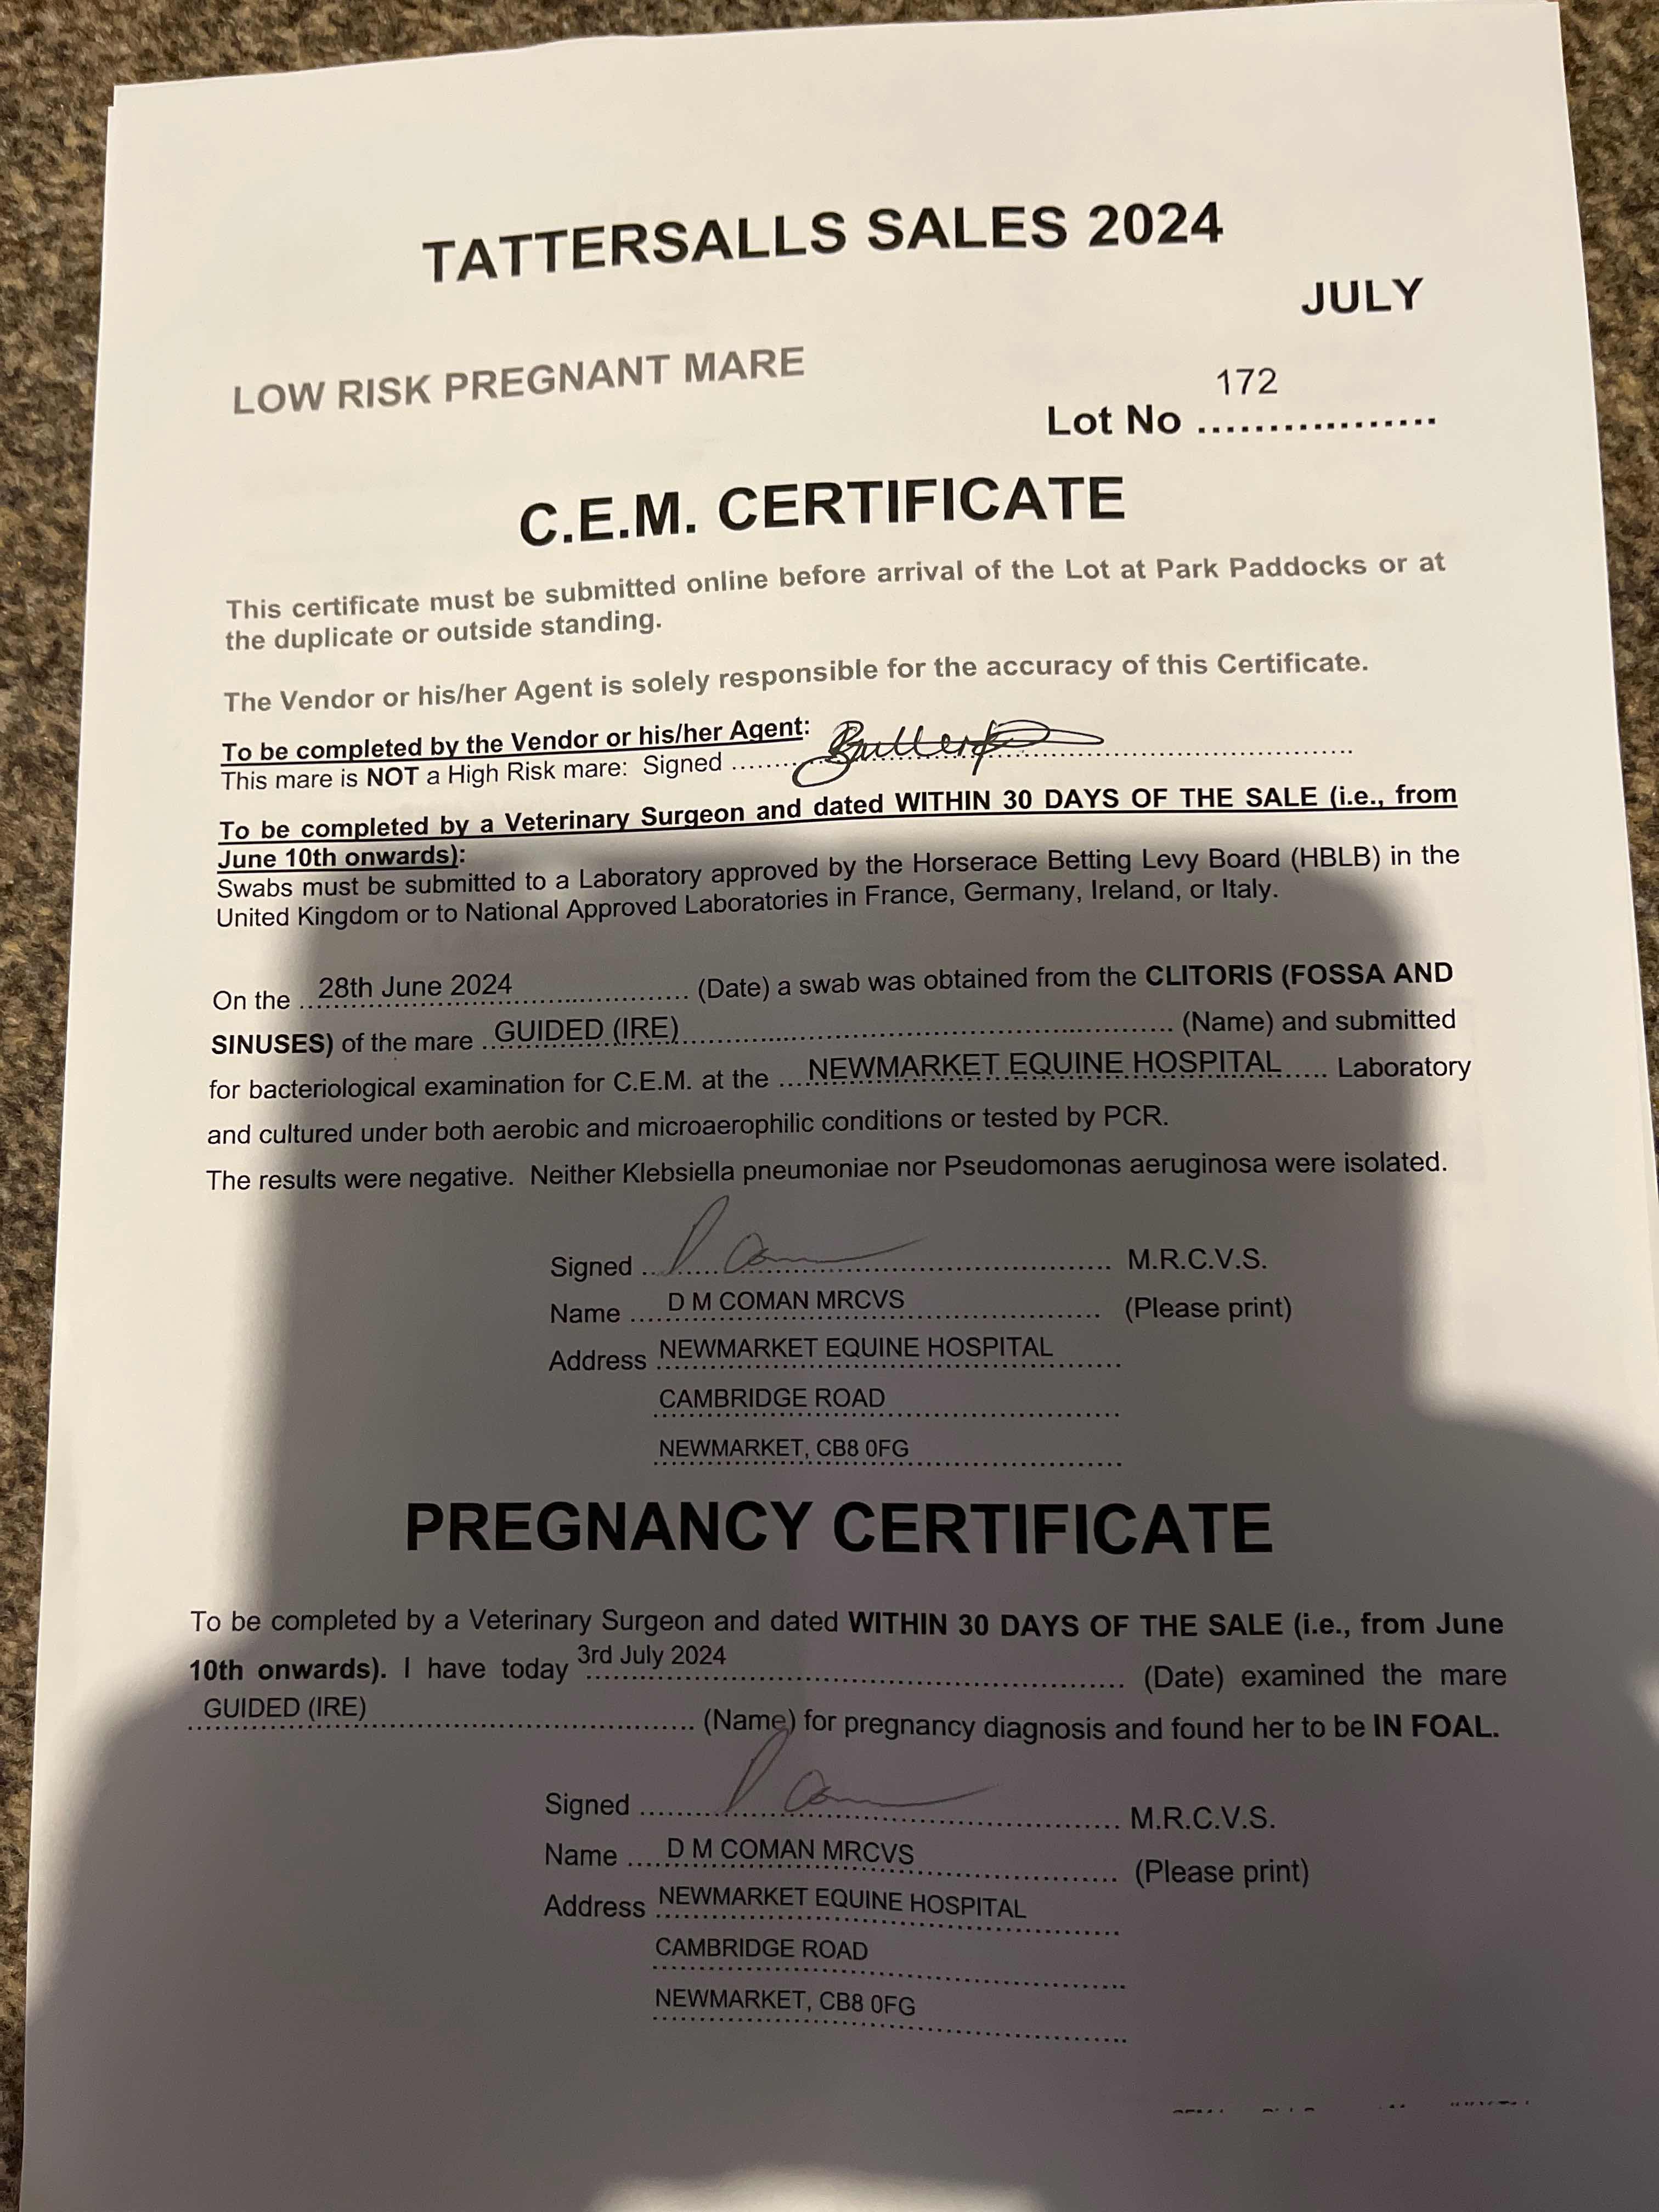 TATTERSALLS SALES 2024
JULY
LOW RISK PREGNANT MARE
172
Lot No ..................
C.E.M. CERTIFICATE
This certificate must be submitted online before arrival of the Lot at Park Paddocks or at
the duplicate or outside standing.
The Vendor or his/her Agent is solely responsible for the accuracy of this Certificate.
To be completed by the Vendor or his/her Agent:
This mare is NOT a High Risk mare: Signed ..................
To be completed by a Veterinary Surgeon and dated WITHIN 30 DAYS OF THE SALE (i.e., from
June 10th onwards):
Swabs must be submitted to a Laboratory approved by the Horserace Betting Levy Board (HBLB) in the
United Kingdom or to National Approved Laboratories in France, Germany, Ireland, or Italy.
On the ... 28th June 2024 .................. (Date) a swab was obtained from the CLITORIS (FOSSA AND
SINUSES) of the mare .. GUIDED (IRE) .................. (Name) and submitted
for bacteriological examination for C.E.M. at the ... NEWMARKET EQUINE HOSPITAL ..... Laboratory
and cultured under both aerobic and microaerophilic conditions or tested by PCR.
The results were negative. Neither Klebsiella pneumoniae nor Pseudomonas aeruginosa were isolated.
Signed .................. M.R.C.V.S.
Name .... D M COMAN MRCVS .................. (Please print)
Address NEWMARKET EQUINE HOSPITAL
CAMBRIDGE ROAD
NEWMARKET, CB8 0FG
PREGNANCY CERTIFICATE
To be completed by a Veterinary Surgeon and dated WITHIN 30 DAYS OF THE SALE (i.e., from June
10th onwards). I have today 3rd July 2024 .................. (Date) examined the mare
GUIDED (IRE) .................. (Name) for pregnancy diagnosis and found her to be IN FOAL.
Signed .................. M.R.C.V.S.
Name .... D M COMAN MRCVS .................. (Please print)
Address NEWMARKET EQUINE HOSPITAL
CAMBRIDGE ROAD
NEWMARKET, CB8 0FG